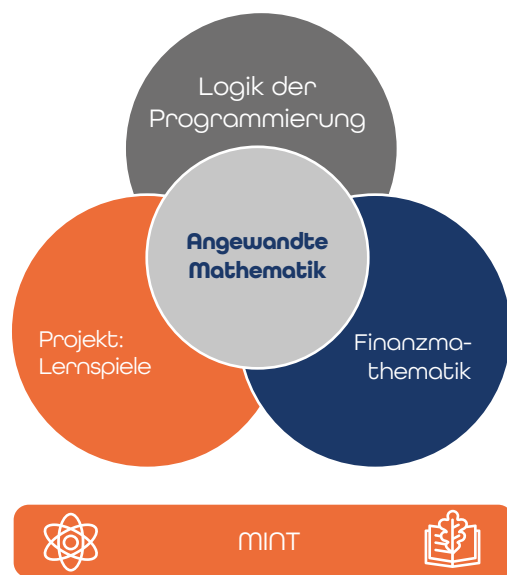 Logik der
Programmierung
Angewandte
Mathematik
Projekt:
Lernspiele
Finanzma-
thematik
MINT